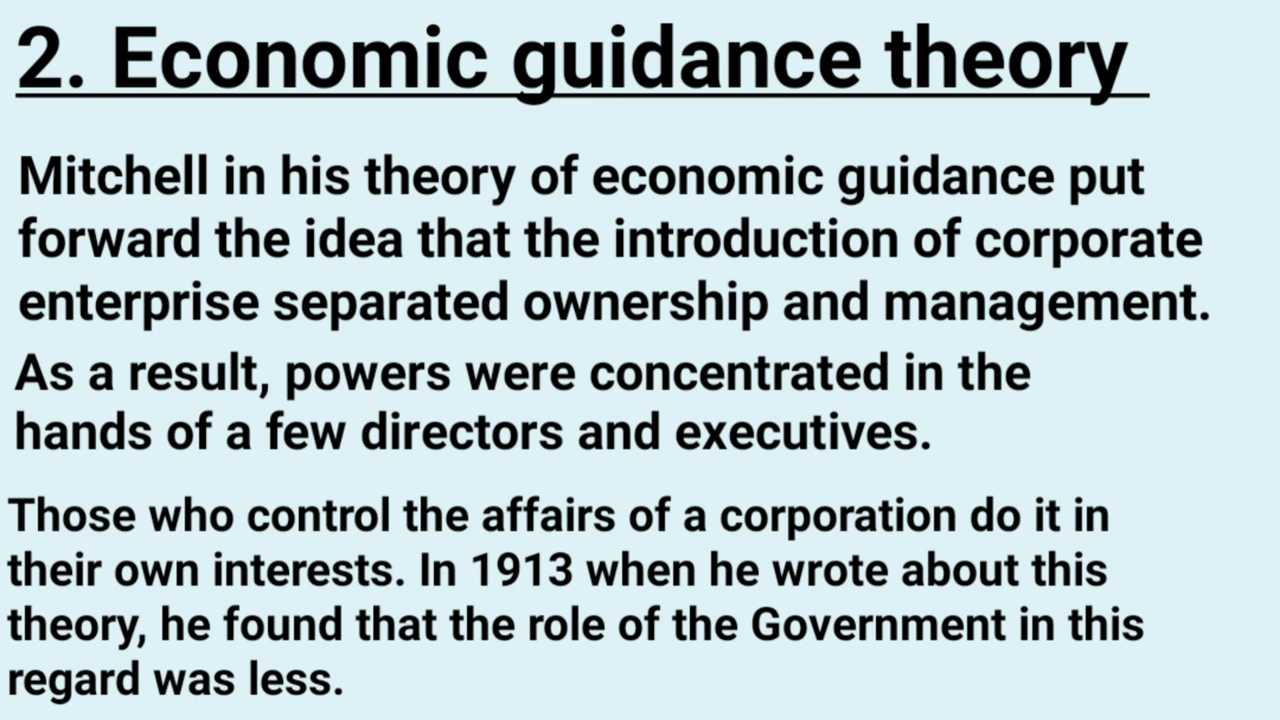 2. Economic guidance theory
Mitchell in his theory of economic guidance put
forward the idea that the introduction of corporate
enterprise separated ownership and management.
As a result, powers were concentrated in the
hands of a few directors and executives.
Those who control the affairs of a corporation do it in
their own interests. In 1913 when he wrote about this
theory, he found that the role of the Government in this
regard was less.